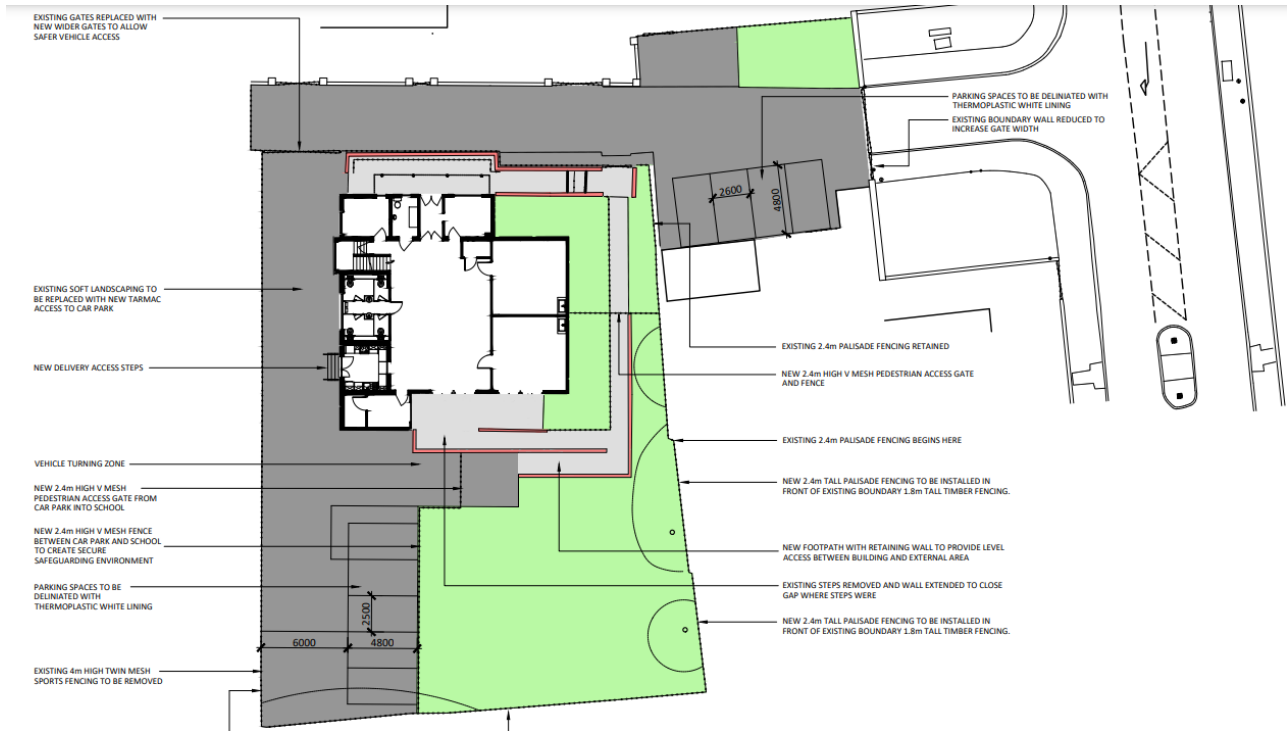 EXISTING GATES REPLACED WITH
NEW WIDER GATES TO ALLOW
SAFER VEHICLE ACCESS
PARKING SPACES TO BE DELINIATED WITH
THERMOPLASTIC WHITE LINING
EXISTING BOUNDARY WALL REDUCED TO
INCREASE GATE WIDTH
2600
4800
EXISTING SOFT LANDSCAPING TO
BE REPLACED WITH NEW TARMAC
ACCESS TO CAR PARK
NEW DELIVERY ACCESS STEPS
EXISTING 2.4m PALISADE FENCING RETAINED
NEW 2.4m HIGH V MESH PEDESTRIAN ACCESS GATE
AND FENCE
EXISTING 2.4m PALISADE FENCING BEGINS HERE
VEHICLE TURNING ZONE
NEW 2.4m HIGH V MESH
PEDESTRIAN ACCESS GATE FROM
CAR PARK INTO SCHOOL
NEW 2.4m TALL PALISADE FENCING TO BE INSTALLED IN
FRONT OF EXISTING BOUNDARY 1.8m TALL TIMBER FENCING.
NEW 2.4m HIGH V MESH FENCE
BETWEEN CAR PARK AND SCHOOL
TO CREATE SECURE
SAFEGUARDING ENVIRONMENT
NEW FOOTPATH WITH RETAINING WALL TO PROVIDE LEVEL
ACCESS BETWEEN BUILDING AND EXTERNAL AREA
PARKING SPACES TO BE
DELINIATED WITH
THERMOPLASTIC WHITE LINING
EXISTING STEPS REMOVED AND WALL EXTENDED TO CLOSE
GAP WHERE STEPS WERE
2500
NEW 2.4m TALL PALISADE FENCING TO BE INSTALLED IN
FRONT OF EXISTING BOUNDARY 1.8m TALL TIMBER FENCING.
6000
4800
EXISTING 4m HIGH TWIN MESH
SPORTS FENCING TO BE REMOVED